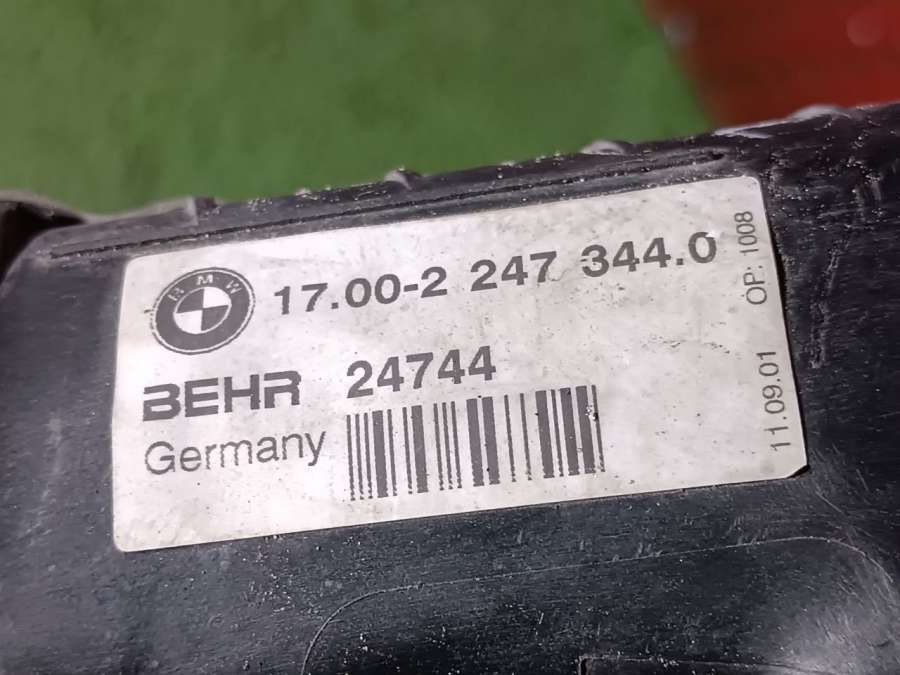 BMW
17.00-2 247 344.0
BEHR 24744
Germany
OP: 1008
11.09.01